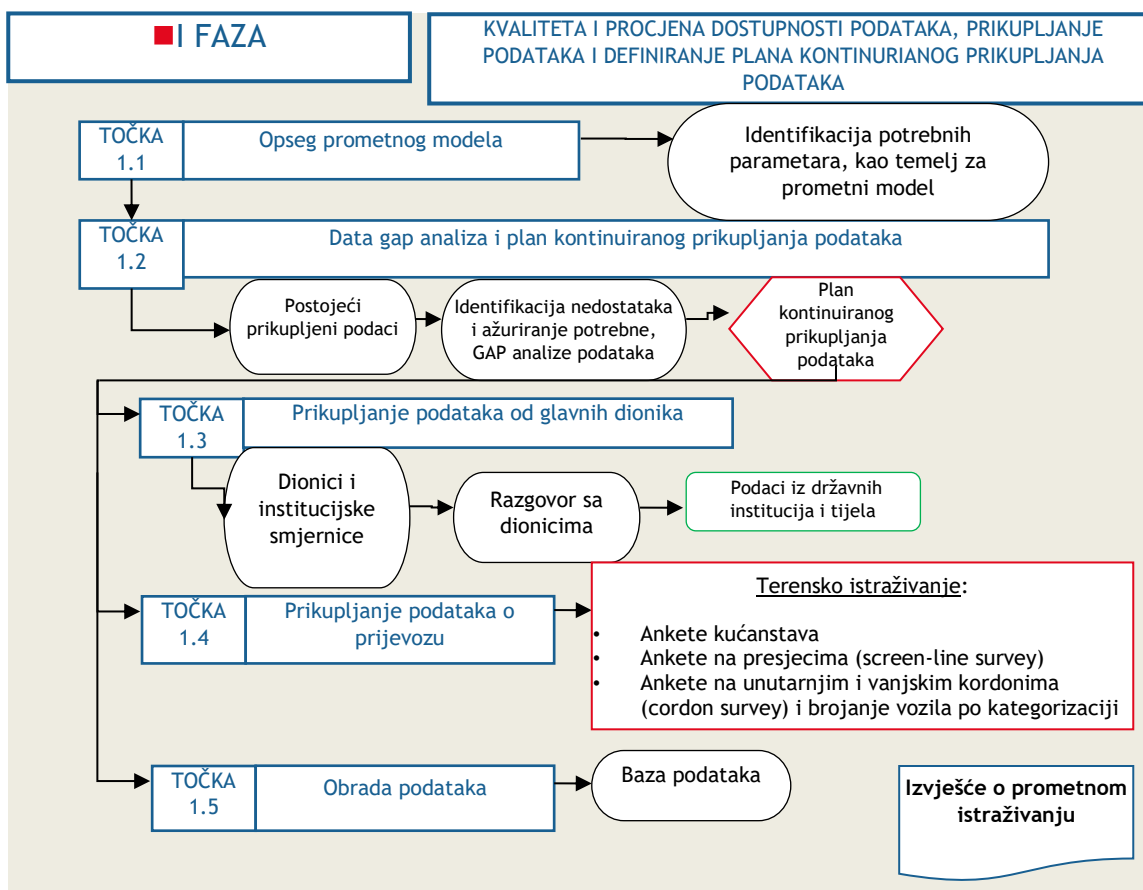 I FAZA
KVALITETA I PROCJENA DOSTUPNOSTI PODATAKA, PRIKUPLJANJE
PODATAKA I DEFINIRANJE PLANA KONTINURIANOG PRIKUPLJANJA
PODATAKA
TOČKA
1.1
Opseg prometnog modela
Identifikacija potrebnih
parametara, kao temelj za
prometni model
TOČKA
1.2
Data gap analiza i plan kontinuiranog prikupljanja podataka
Postojeći
prikupljeni podaci
Identifikacija nedostataka
i ažuriranje potrebne,
GAP analize podataka
Plan
kontinuiranog
prikupljanja
podataka
TOČKA
1.3
Prikupljanje podataka od glavnih dionika
Dionici i
institucijske
smjernice
Razgovor sa
dionicima
Podaci iz državnih
institucija i tijela
TOČKA
1.4
Prikupljanje podataka o
prijevozu
Terensko istraživanje:
• Ankete kućanstava
• Ankete na presjecima (screen-line survey)
• Ankete na unutarnjim i vanjskim kordonima
(cordon survey) i brojanje vozila po kategorizaciji
TOČKA
1.5
Obrada podataka
Baza podataka
Izvješće o prometnom
istraživanju